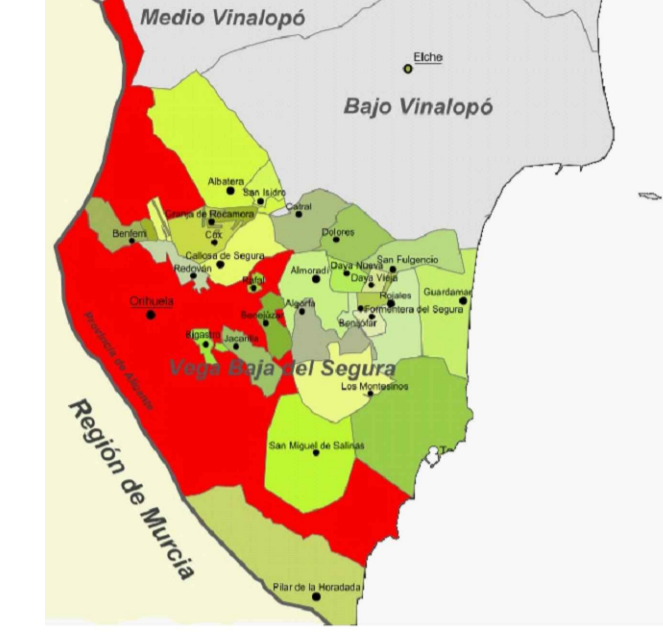 Medio Vinalopó
Elche
Bajo Vinalopó
Albatera
San Isidro
Granja de Rocamora
Catral
Cox
Benferri
Dolores
Callosa de Segura
San Fulgencio
Redován
Almoradí
Daya Nueva
Daya Vieja
Rafal
Guardamar
Rojales
Orihuela
Algorfa
Formentera del Segura
Benejúzar
Benijófar
Bigastro
Jacarilla
Provincia de Alicante
Vega Baja del Segura
Los Montesinos
Región de Murcia
San Miguel de Salinas
Pilar de la Horadada